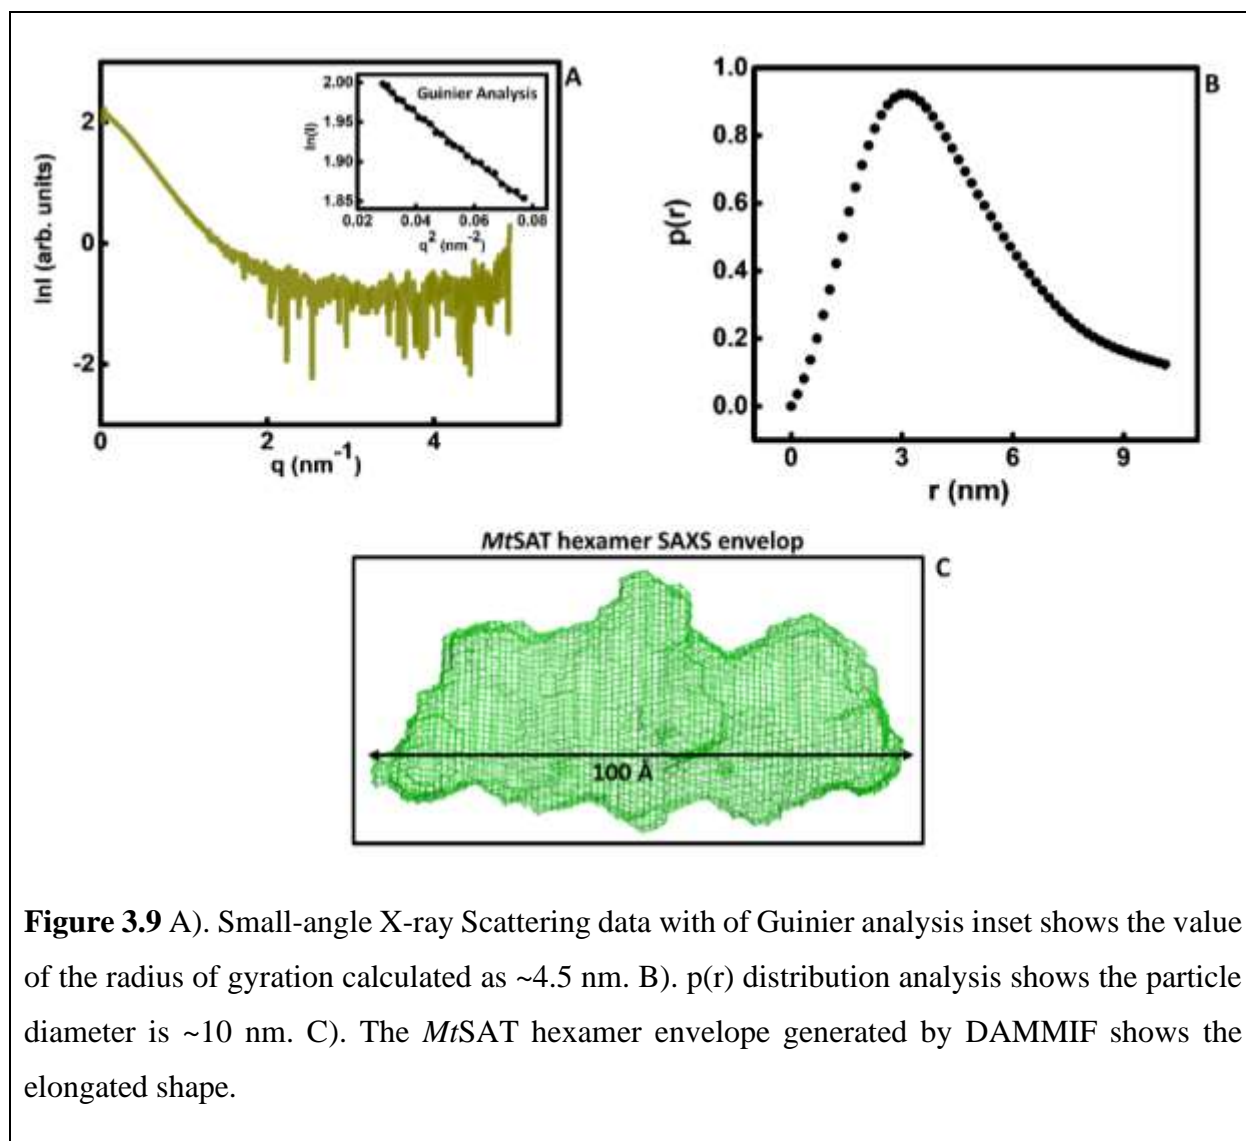 A
2
0
-2
0
2
4
lnI (arb. units)
q (nm-1)
Guinier Analysis
2.00
1.95
1.90
1.85
0.02
0.04
0.06
0.08
ln(I)
q2 (nm-2)
B
1.0
0.8
0.6
0.4
0.2
0.0
0
3
6
9
p(r)
r (nm)
MtSAT hexamer SAXS envelop
C
100 Å
Figure 3.9 A). Small-angle X-ray Scattering data with of Guinier analysis inset shows the value
of the radius of gyration calculated as ~4.5 nm. B). p(r) distribution analysis shows the particle
diameter is ~10 nm. C). The MtSAT hexamer envelope generated by DAMMIF shows the
elongated shape.